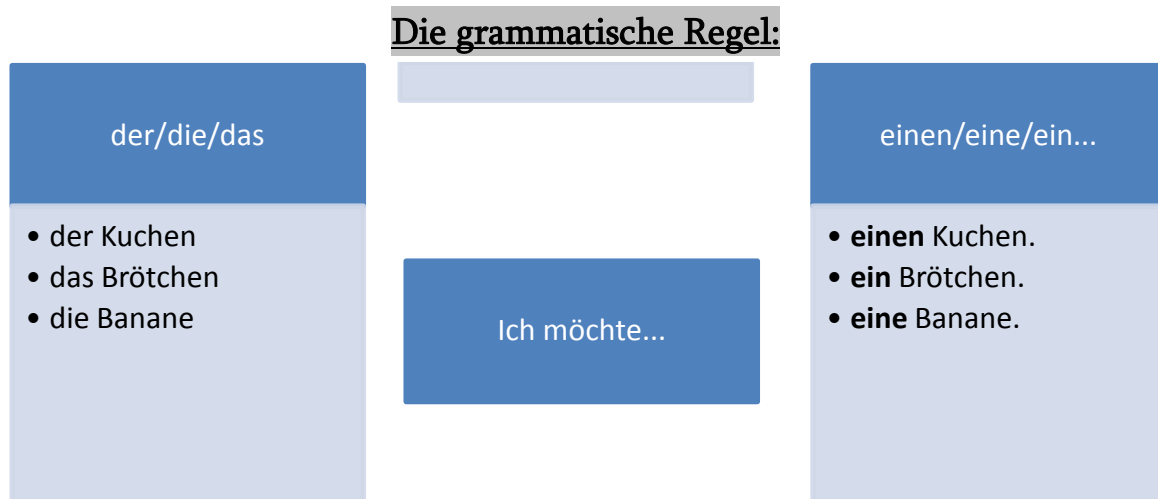 Die grammatische Regel:
der/die/das
• der Kuchen
• das Brötchen
• die Banane
Ich möchte...
einen/eine/ein...
• einen Kuchen.
• ein Brötchen.
• eine Banane.